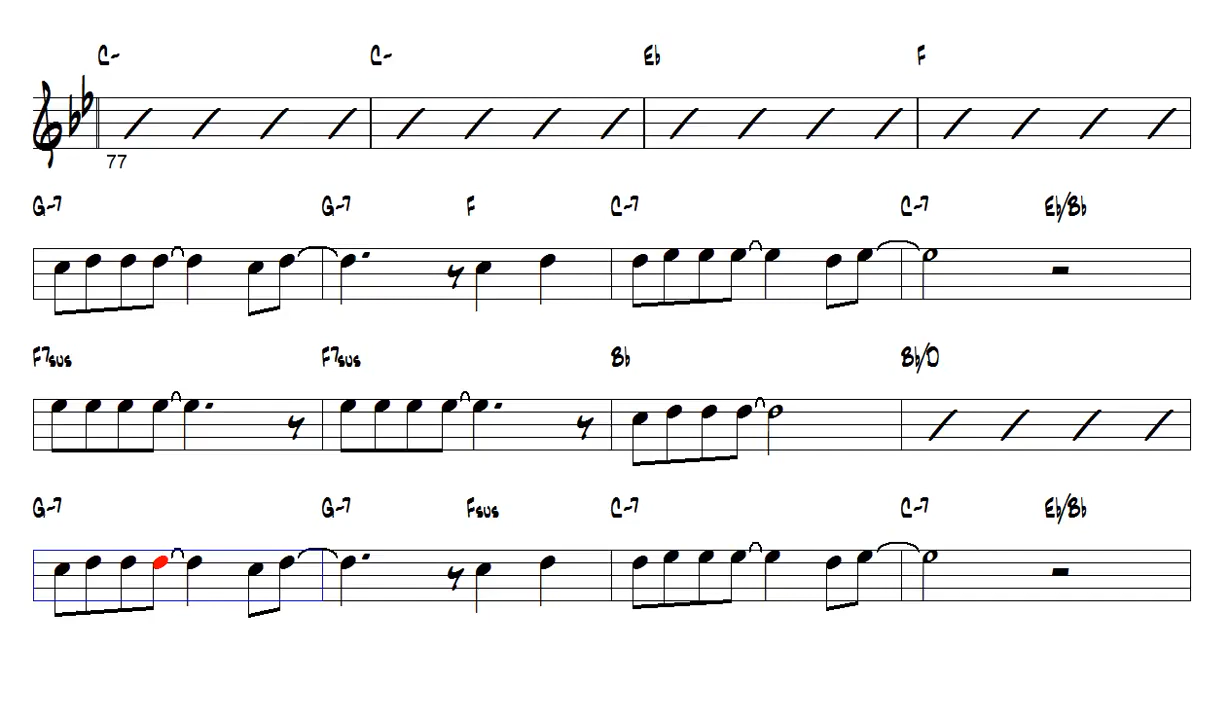 C- C- Eb F
77
G-7 G-7 F C-7 C-7 Eb/Bb
F7sus F7sus Bb Bb/D
G-7 G-7 Fsus C-7 C-7 Eb/Bb